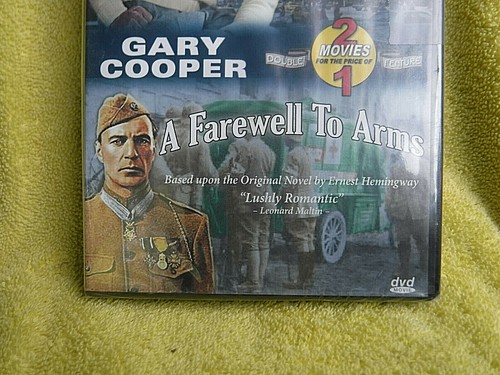 GARY
COOPER
DOUBLE
2
MOVIES
FOR THE PRICE OF
1
FEATURE
A Farewell To Arms
Based upon the Original Novel by Ernest Hemingway
"Lushly Romantic"
– Leonard Maltin –
dvd
MOVIE